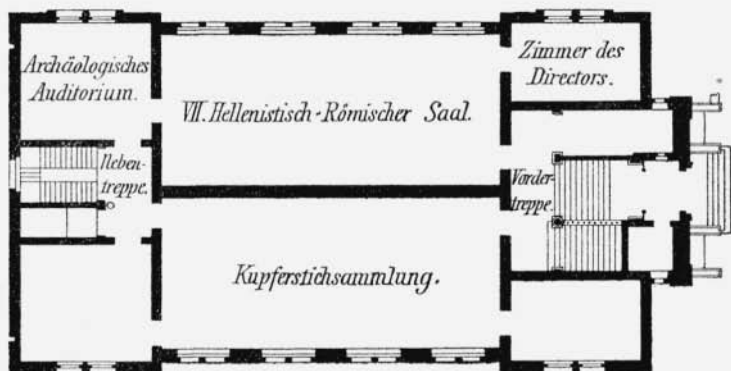 Archäologisches
Auditorium.
VII. Hellenistisch-Römischer Saal.
Zimmer des
Directors.
Neben-
treppe.
Vorder-
treppe.
Kupferstichsammlung.